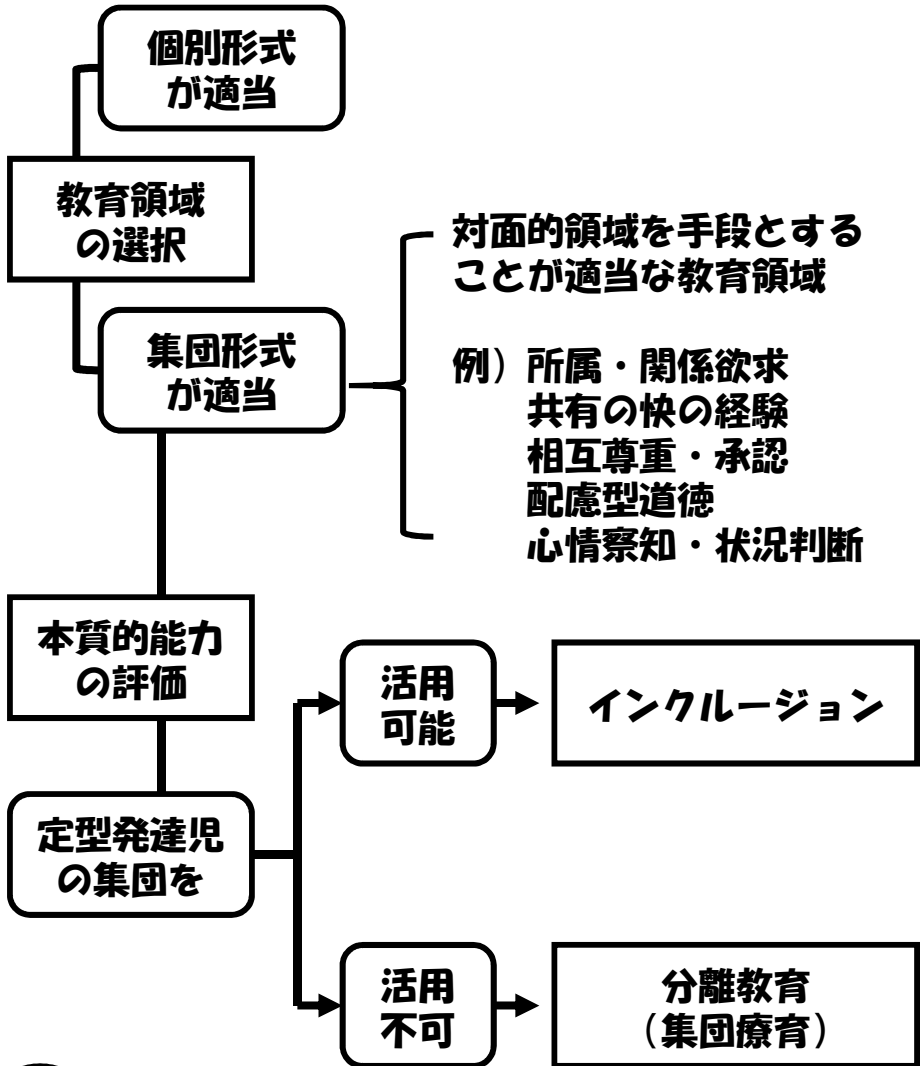 個別形式
が適当
教育領域
の選択
対面的領域を手段とする
ことが適当な教育領域
集団形式
が適当
例）所属・関係欲求
共有の快の経験
相互尊重・承認
配慮型道徳
心情察知・状況判断
本質的能力
の評価
活用
可能
インクルージョン
定型発達児
の集団を
活用
不可
分離教育
（集団療育）